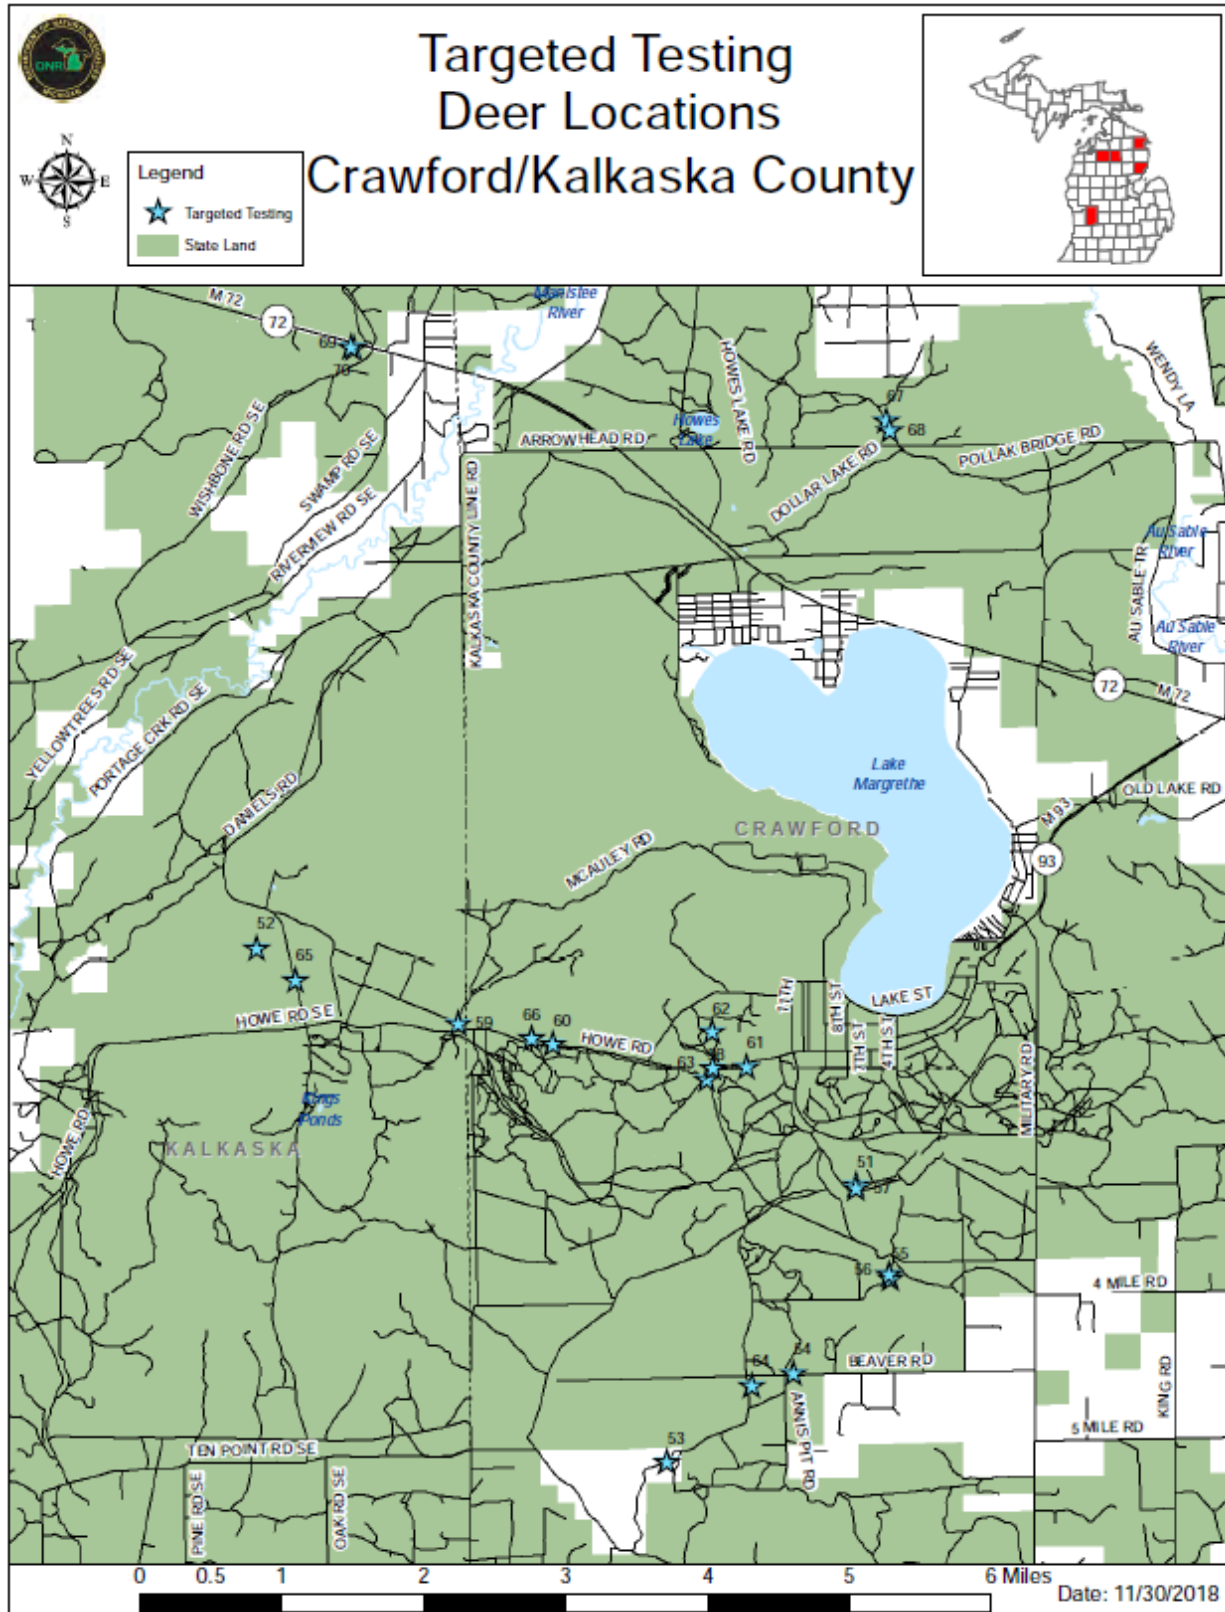 Targeted Testing
Deer Locations
Crawford/Kalkaska County
DEPARTMENT OF NATURAL RESOURCES
DNR
MICHIGAN
N
W E
S
Legend
Targeted Testing
State Land
Manistee
River
M 72
72
69
70
HOWES LAKE RD
WENDY LA
67
68
Howes
Lake
ARROWHEAD RD
POLLAK BRIDGE RD
DOLLAR LAKE RD
WISHBONE RD SE
SWAMP RD SE
RIVERVIEW RD SE
KALKASKA COUNTY LINE RD
Au Sable
River
AU SABLE TR
Au Sable
River
YELLOWTREES RD SE
PORTAGE CRK RD SE
72
M 72
Lake
Margrethe
OLD LAKE RD
M 93
DANIELS RD
CRAWFORD
MCAULEY RD
93
52
65
11TH
8TH ST
LAKE ST
HOWE RD SE
59
66
60
62
HOWE RD
61
63
7TH ST
4TH ST
MILITARY RD
Kings
Ponds
HOWE RD
KALKASKA
51
57
55
56
4 MILE RD
64
54
BEAVER RD
KING RD
ANNIS PIT RD
5 MILE RD
53
TEN POINT RD SE
PINE RD SE
OAK RD SE
0 0.5 1 2 3 4 5 6 Miles
Date: 11/30/2018